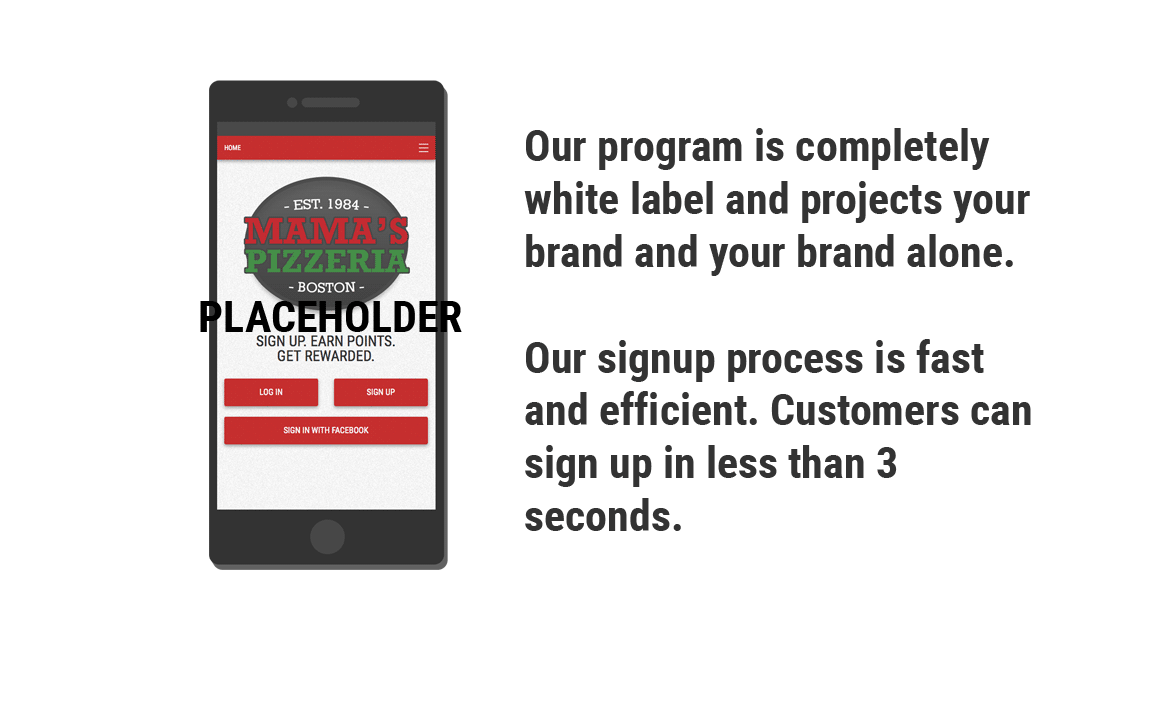 HOME
- EST. 1984 -
MAMA'S
PIZZERIA
- BOSTON -
PLACEHOLDER
SIGN UP. EARN POINTS.
GET REWARDED.
LOG IN
SIGN UP
SIGN IN WITH FACEBOOK
Our program is completely
white label and projects your
brand and your brand alone.
Our signup process is fast
and efficient. Customers can
sign up in less than 3
seconds.